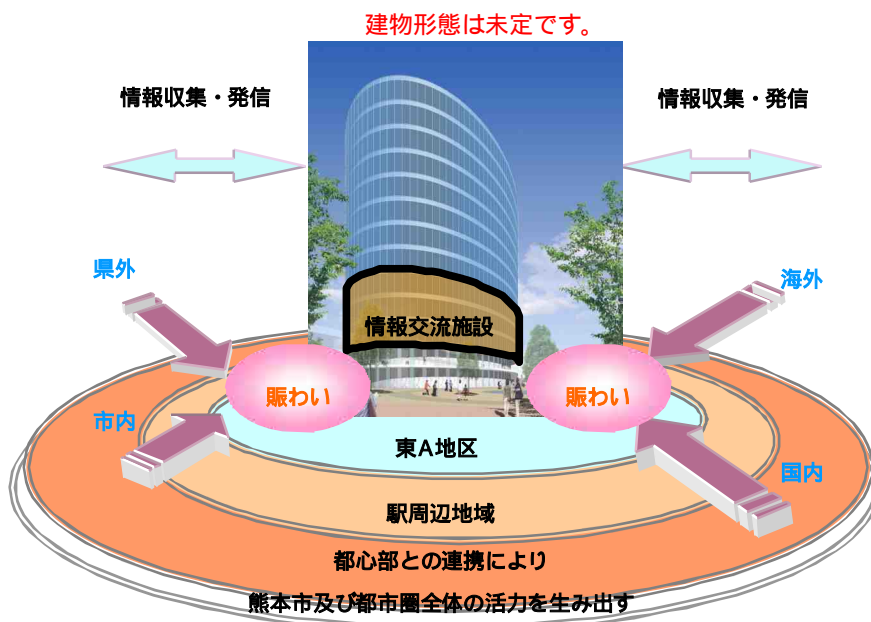 建物形態は未定です。
情報収集・発信
情報収集・発信
県外
海外
情報交流施設
賑わい
賑わい
市内
東A地区
国内
駅周辺地域
都心部との連携により
熊本市及び都市圏全体の活力を生み出す